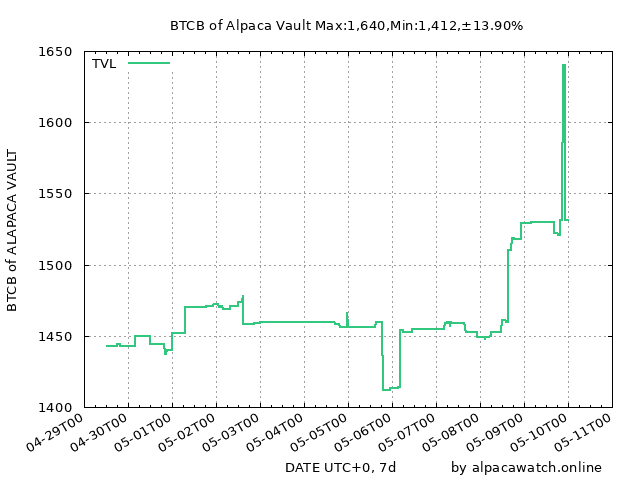 BTCB of Alpaca Vault Max:1,640,Min:1,412,±13.90%
TVL
BTCB of ALAPACA VAULT
1650
1600
1550
1500
1450
1400
04-29T00
04-30T00
05-01T00
05-02T00
05-03T00
05-04T00
05-05T00
05-06T00
05-07T00
05-08T00
05-09T00
05-10T00
05-11T00
DATE UTC+0, 7d
by alpacawatch.online